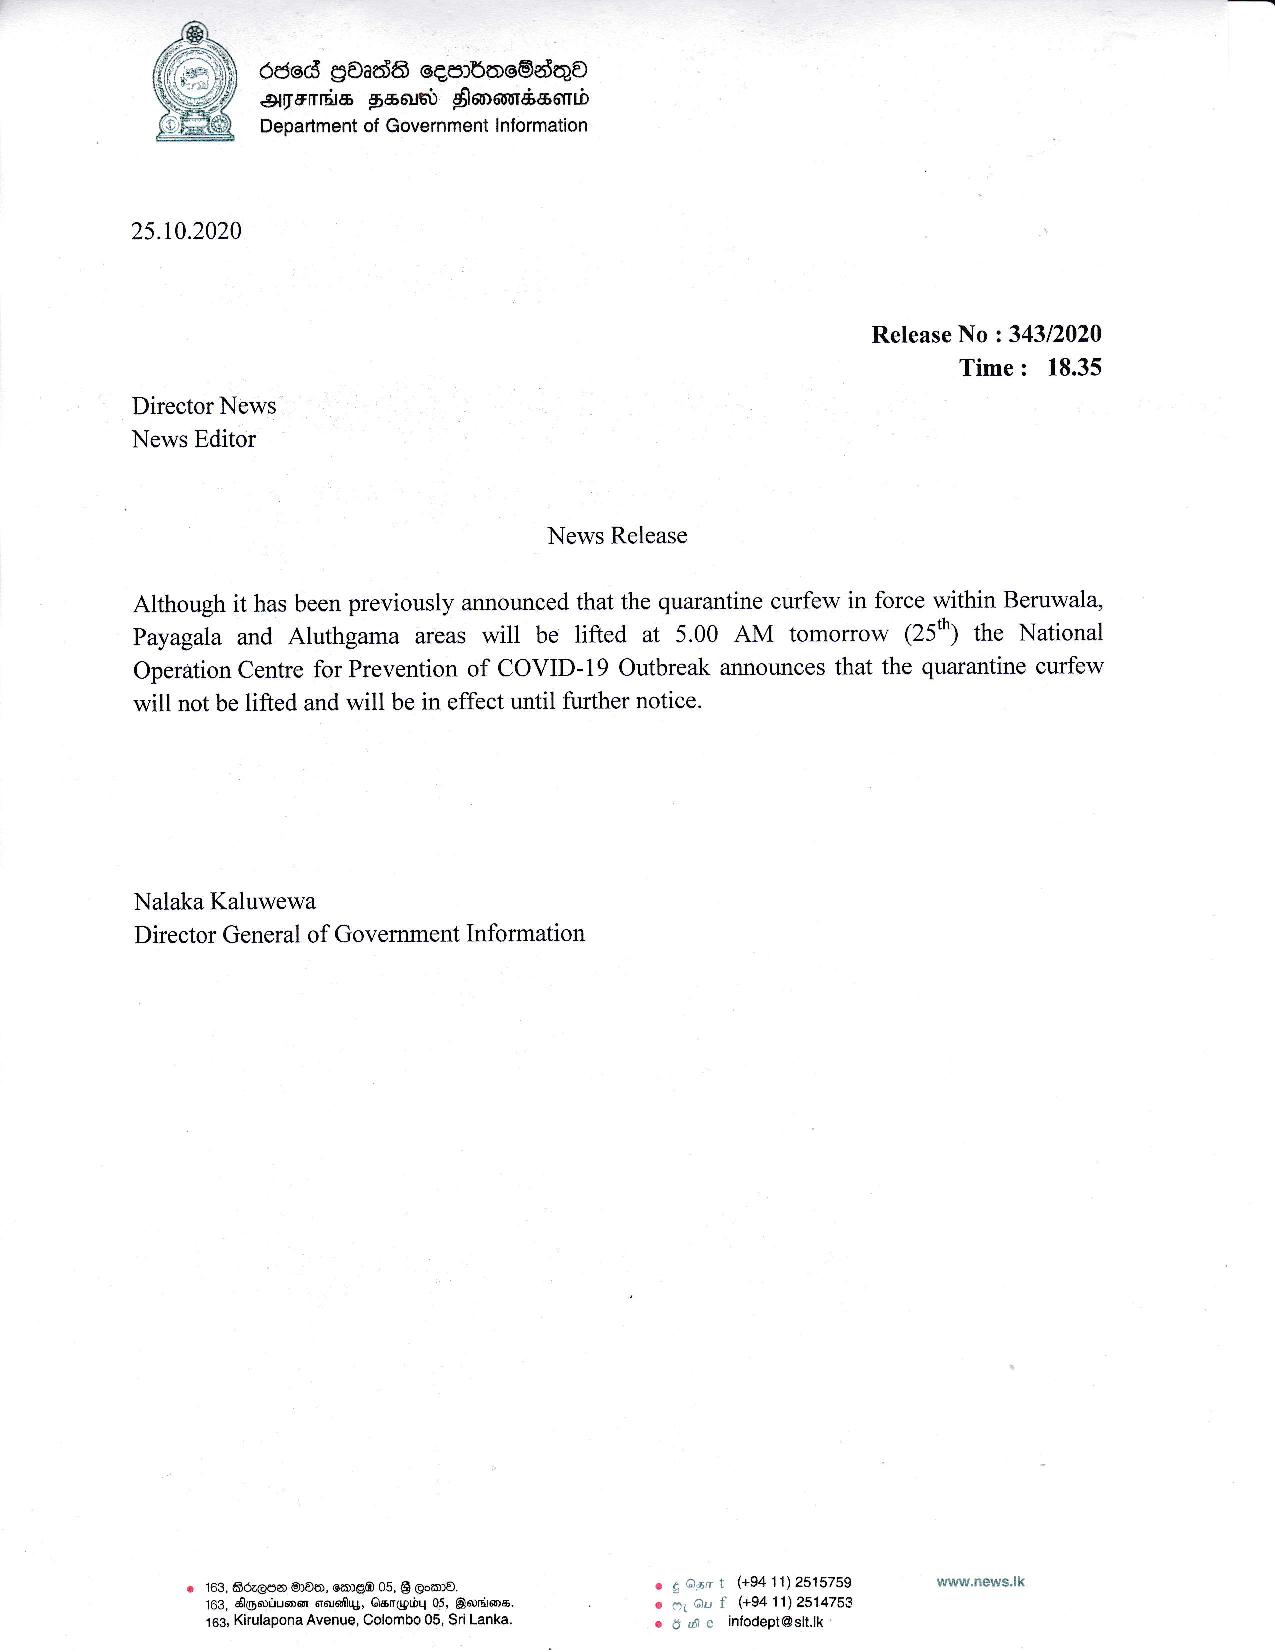 රජයේ ප්‍රවෘත්ති දෙපාර්තමේන්තුව
அரசாங்க தகவல் திணைக்களம்
Department of Government Information
25.10.2020
Release No : 343/2020
Time : 18.35
Director News
News Editor
News Release
Although it has been previously announced that the quarantine curfew in force within Beruwala,
Payagala and Aluthgama areas will be lifted at 5.00 AM tomorrow (25th) the National
Operation Centre for Prevention of COVID-19 Outbreak announces that the quarantine curfew
will not be lifted and will be in effect until further notice.
Nalaka Kaluwewa
Director General of Government Information
163, කිරුලපන මාවත, කොළඹ 05, ශ්‍රී ලංකාව.
163, கிருலப்பனை எவனியு, கொழும்பு 05, இலங்கை.
163, Kirulapona Avenue, Colombo 05, Sri Lanka.
t (+94 11) 2515759
f (+94 11) 2514753
infodept@slt.lk
www.news.lk